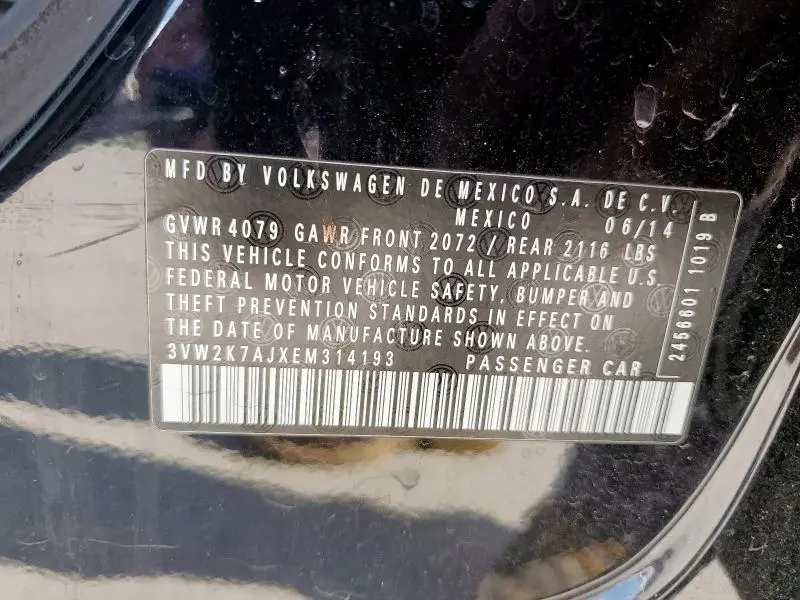 MFD BY VOLKSWAGEN DE MEXICO S.A. DE C.V.
MEXICO 06/14
GVWR 4079 GAWR/FRONT 2072 / REAR 2116 LBS
THIS VEHICLE CONFORMS TO ALL APPLICABLE U.S.
FEDERAL MOTOR VEHICLE SAFETY, BUMPER AND
THEFT PREVENTION STANDARDS IN EFFECT ON
THE DATE OF MANUFACTURE SHOWN ABOVE.
3VW2K7AJXEM314193 PASSENGER CAR
2466601 1019 B